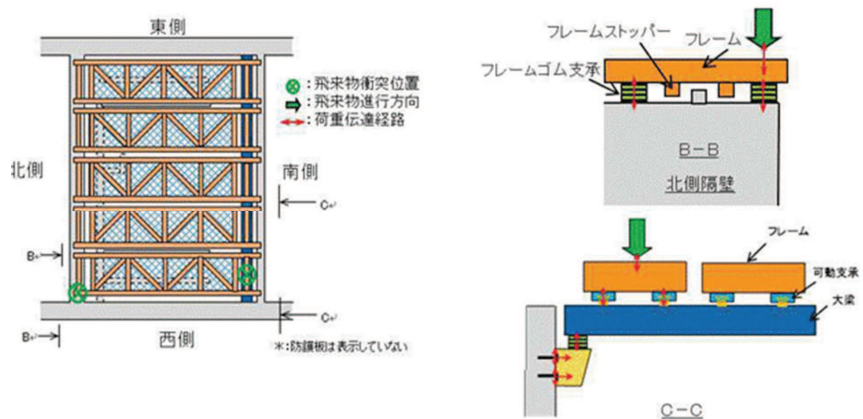 東側
北側
南側
西側
B
B
C
C
:飛来物衝突位置
:飛来物進行方向
:荷重伝達経路
*:防護板は表示していない
フレームストッパー
フレーム
フレームゴム支承
B-B
北側隔壁
フレーム
可動支承
大梁
C-C